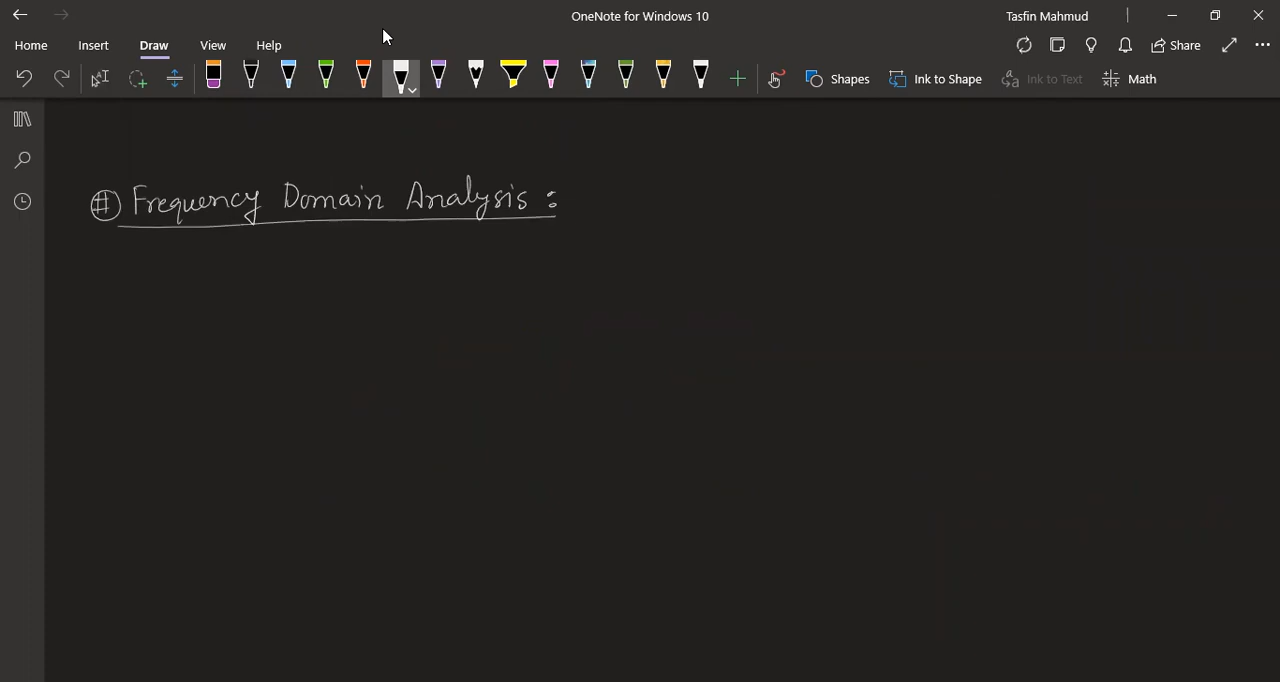 OneNote for Windows 10
Tasfin Mahmud
Home Insert Draw View Help
Share
Shapes Ink to Shape Ink to Text Math
# Frequency Domain Analysis :